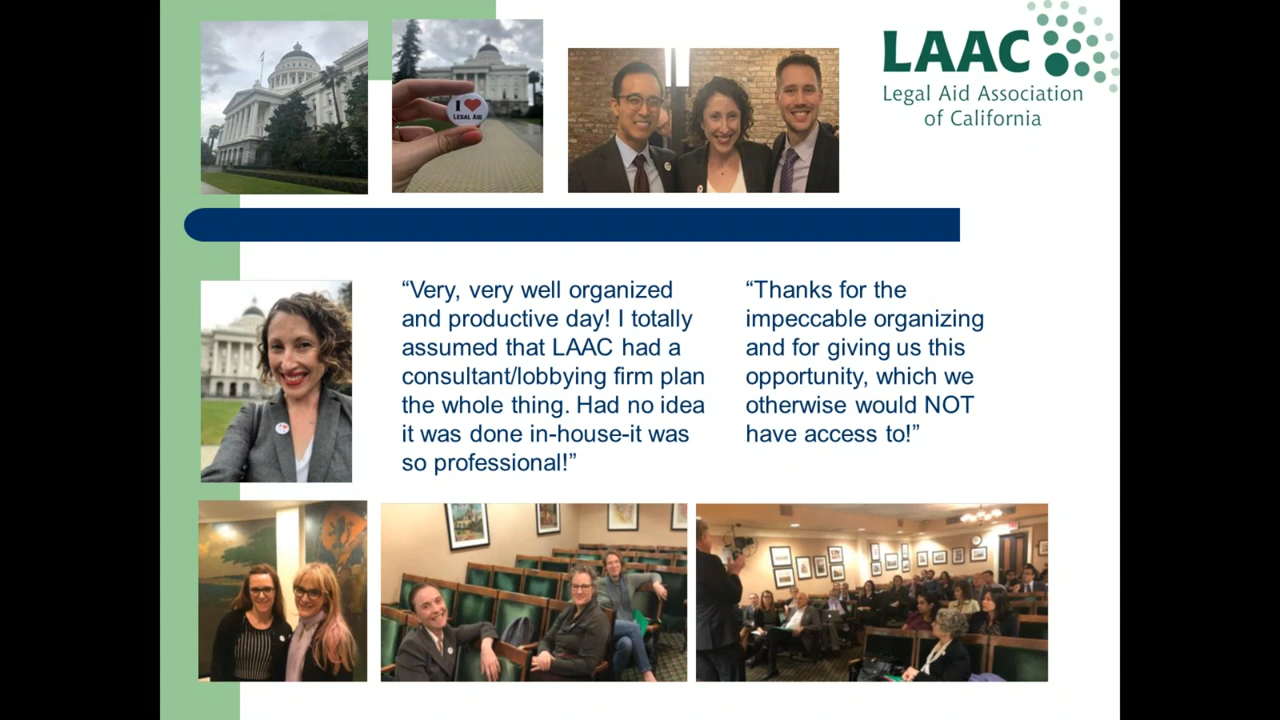 I ❤ LEGAL AID
LAAC
Legal Aid Association
of California
“Very, very well organized
and productive day! I totally
assumed that LAAC had a
consultant/lobbying firm plan
the whole thing. Had no idea
it was done in-house-it was
so professional!”
“Thanks for the
impeccable organizing
and for giving us this
opportunity, which we
otherwise would NOT
have access to!”